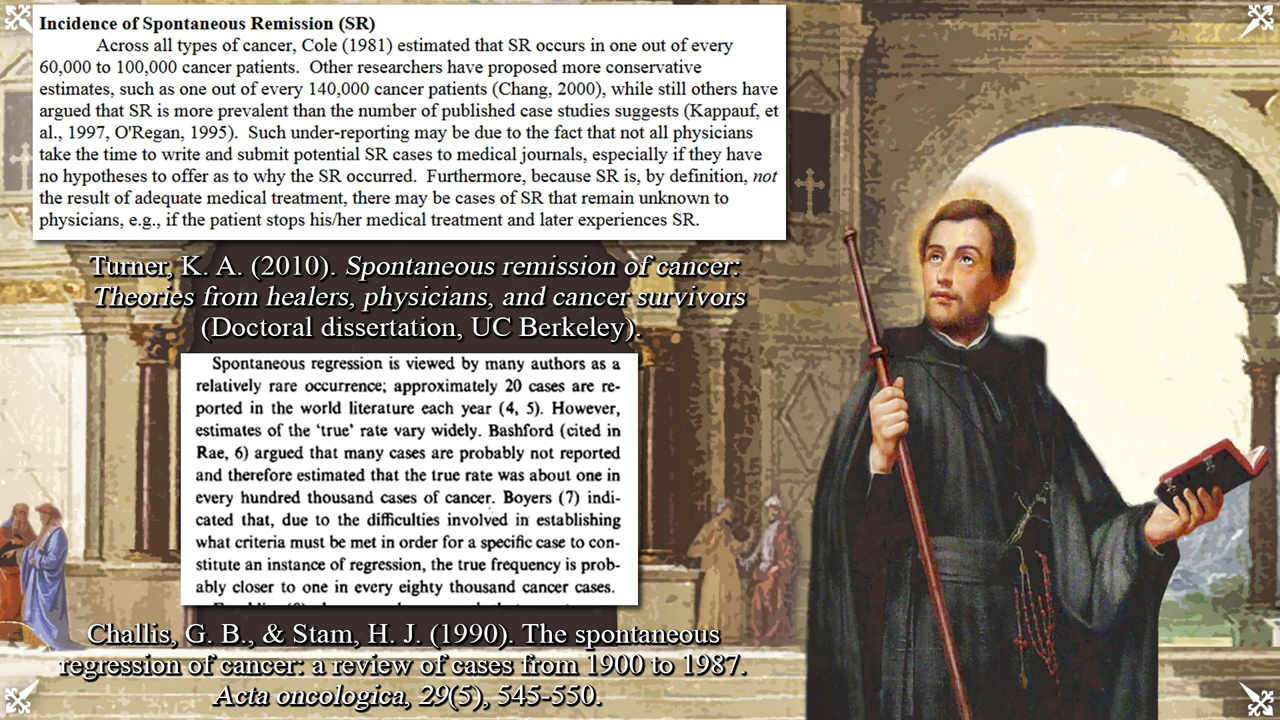 Incidence of Spontaneous Remission (SR)
Across all types of cancer, Cole (1981) estimated that SR occurs in one out of every
60,000 to 100,000 cancer patients. Other researchers have proposed more conservative
estimates, such as one out of every 140,000 cancer patients (Chang, 2000), while still others have
argued that SR is more prevalent than the number of published case studies suggests (Kappauf, et
al., 1997, O'Regan, 1995). Such under-reporting may be due to the fact that not all physicians
take the time to write and submit potential SR cases to medical journals, especially if they have
no hypotheses to offer as to why the SR occurred. Furthermore, because SR is, by definition, not
the result of adequate medical treatment, there may be cases of SR that remain unknown to
physicians, e.g., if the patient stops his/her medical treatment and later experiences SR.
Turner, K. A. (2010). Spontaneous remission of cancer:
Theories from healers, physicians, and cancer survivors
(Doctoral dissertation, UC Berkeley).
Spontaneous regression is viewed by many authors as a
relatively rare occurrence; approximately 20 cases are re-
ported in the world literature each year (4, 5). However,
estimates of the 'true' rate vary widely. Bashford (cited in
Rae, 6) argued that many cases are probably not reported
and therefore estimated that the true rate was about one in
every hundred thousand cases of cancer. Boyers (7) indi-
cated that, due to the difficulties involved in establishing
what criteria must be met in order for a specific case to con-
stitute an instance of regression, the true frequency is prob-
ably closer to one in every eighty thousand cancer cases.
Challis, G. B., & Stam, H. J. (1990). The spontaneous
regression of cancer: a review of cases from 1900 to 1987.
Acta oncologica, 29(5), 545-550.